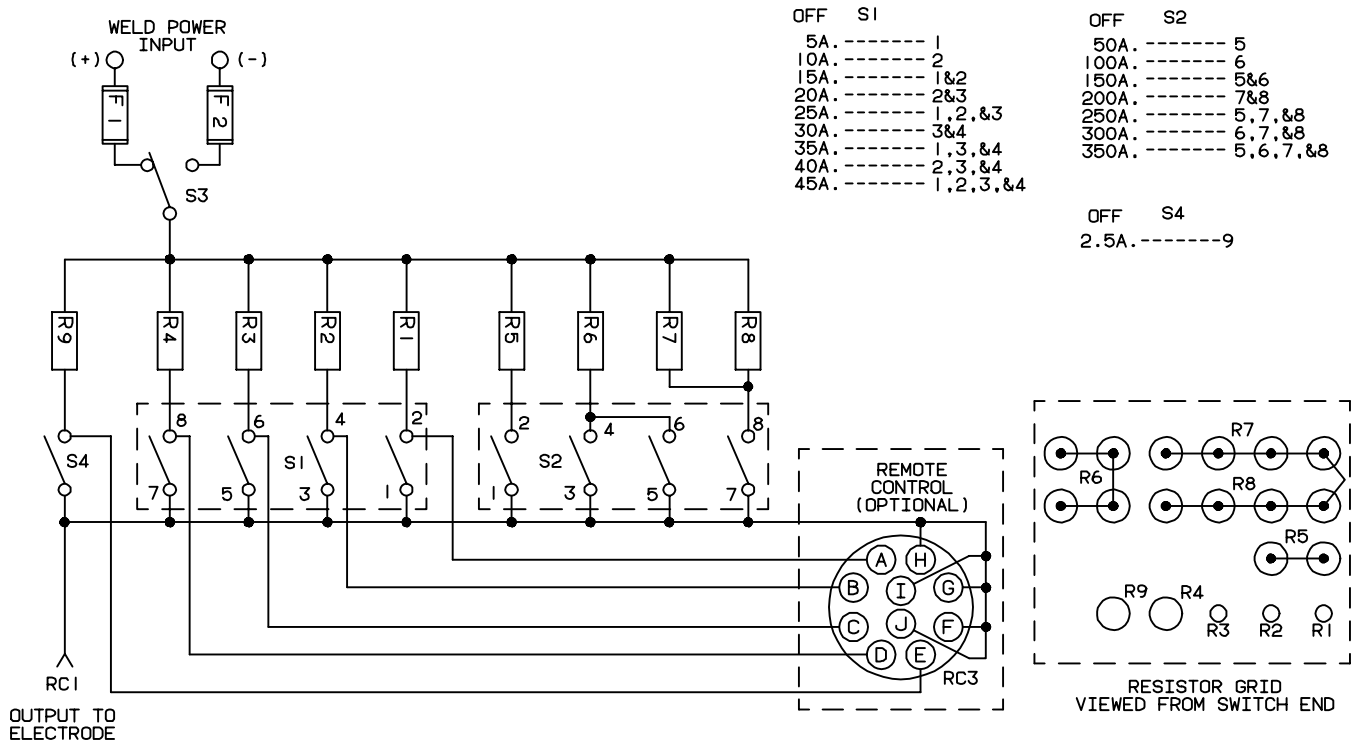 WELD POWER
INPUT
(+) (-)
F1 F2
S3
OFF S1
5A. -------- 1
10A. -------- 2
15A. -------- 1&2
20A. -------- 2&3
25A. -------- 1,2,&3
30A. -------- 3&4
35A. -------- 1,3,&4
40A. -------- 2,3,&4
45A. -------- 1,2,3,&4
OFF S2
50A. -------- 5
100A. -------- 6
150A. -------- 5&6
200A. -------- 7&8
250A. -------- 5,7,&8
300A. -------- 6,7,&8
350A. -------- 5,6,7,&8
OFF S4
2.5A.-------9
R9 R4 R3 R2 R1 R5 R6 R7 R8
8 6 4 2 2 4 6 8
S4 S1 S2
7 5 3 1 1 3 5 7
REMOTE
CONTROL
(OPTIONAL)
A H
B I G
C J F
D E
RC3
RC1
OUTPUT TO
ELECTRODE
R7
R6 R8
R5
R9 R4
R3 R2 R1
RESISTOR GRID
VIEWED FROM SWITCH END